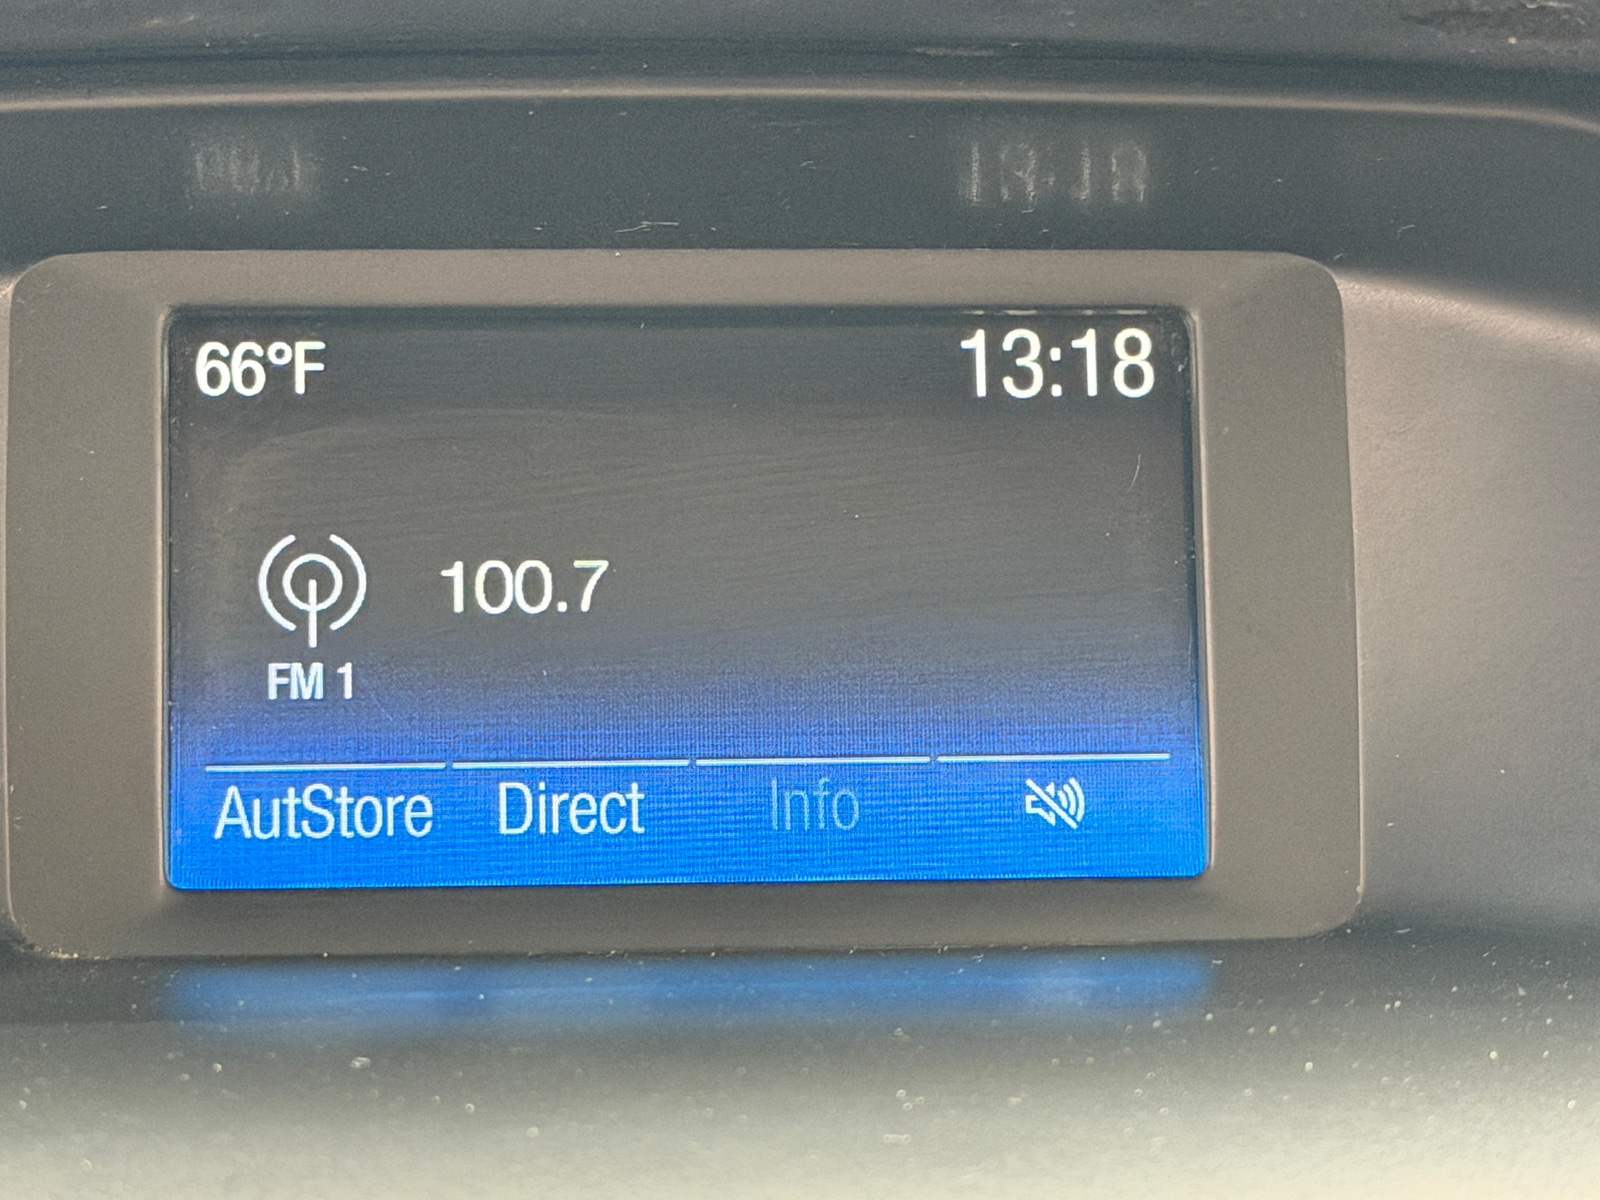 66°F 13:18
100.7
FM 1
AutStore Direct Info